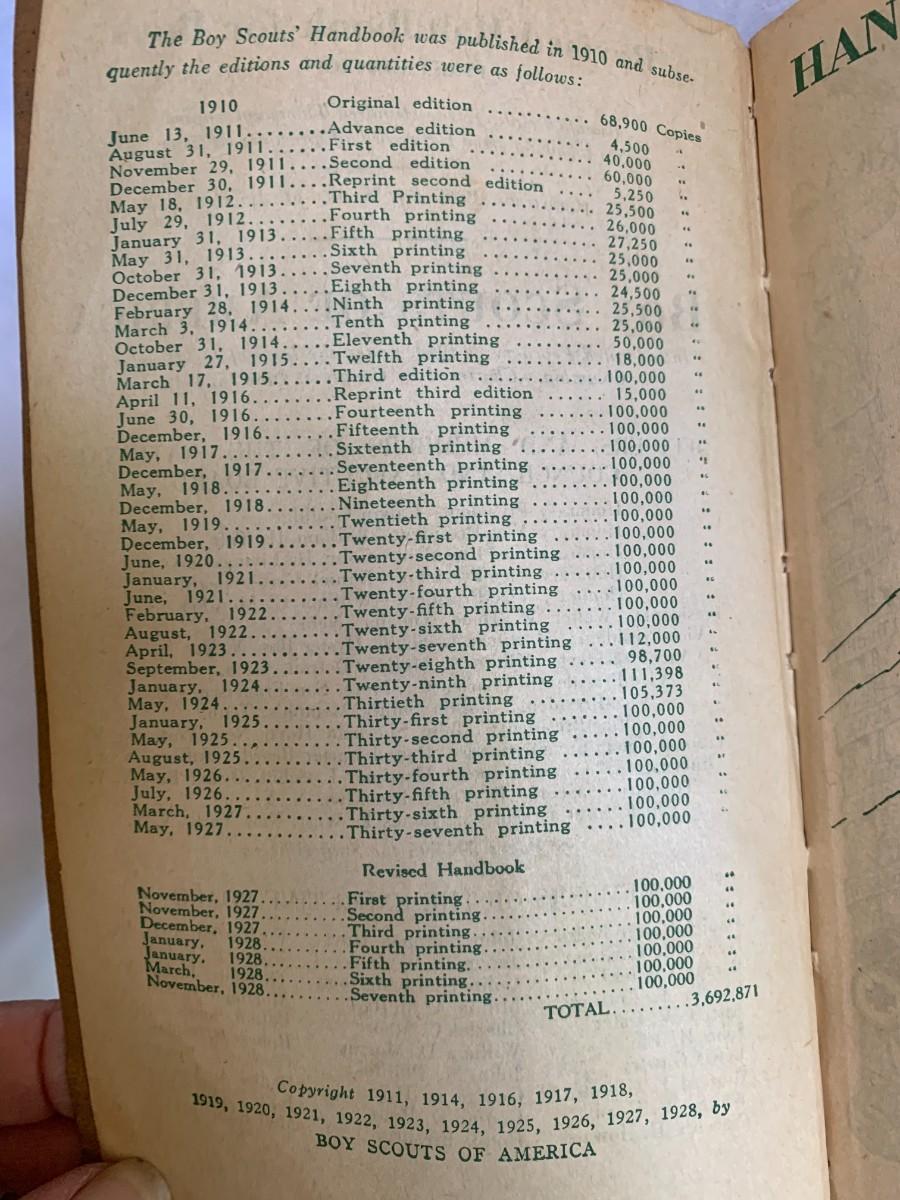 The Boy Scouts' Handbook was published in 1910 and subse-
quently the editions and quantities were as follows:
1910 Original edition .......... 68,900 Copies
June 13, 1911........Advance edition .......... 4,500 "
August 31, 1911......First edition ............ 40,000 "
November 29, 1911....Second edition .......... 60,000 "
December 30, 1911....Reprint second edition .... 5,250 "
May 18, 1912.........Third Printing ........... 25,500 "
July 29, 1912........Fourth printing .......... 26,000 "
January 31, 1913.....Fifth printing ........... 27,250 "
May 31, 1913.........Sixth printing ........... 25,000 "
October 31, 1913.....Seventh printing ......... 25,000 "
December 31, 1913....Eighth printing .......... 24,500 "
February 28, 1914....Ninth printing .......... 25,500 "
March 3, 1914........Tenth printing ........... 25,000 "
October 31, 1914.....Eleventh printing ........ 50,000 "
January 27, 1915....Twelfth printing ......... 18,000 "
March 17, 1915......Third edition ............100,000 "
April 11, 1916.......Reprint third edition ...... 15,000 "
June 30, 1916........Fourteenth printing .......100,000 "
December, 1916.......Fifteenth printing ........100,000 "
May, 1917............Sixtenth printing .........100,000 "
December, 1917.......Seventeenth printing .......100,000 "
May, 1918............Eighteenth printing ........100,000 "
December, 1918.......Nineteenth printing ........100,000 "
May, 1919............Twentieth printing .........100,000 "
December, 1919.......Twenty-first printing ......100,000 "
June, 1920............Twenty-second printing ....100,000 "
January, 1921........Twenty-third printing ......100,000 "
June, 1921...........Twenty-fourth printing ....100,000 "
February, 1922.......Twenty-fifth printing .......100,000 "
August, 1922.........Twenty-sixth printing .....100,000 "
April, 1923...........Twenty-seventh printing ...112,000 "
September, 1923.......Twenty-eighth printing ..... 98,700 "
January, 1924........Twenty-ninth printing .....111,398 "
May, 1924............Thirtieth printing .........105,373 "
January, 1925........Thirty-first printing .......100,000 "
May, 1925............Thirty-second printing .....100,000 "
August, 1925..........Thirty-third printing ......100,000 "
May, 1926............Thirty-fourth printing .....100,000 "
July, 1926............Thirty-fifth printing .......100,000 "
March, 1927..........Thirty-sixth printing ......100,000 "
May, 1927............Thirty-seventh printing ....100,000 "
Revised Handbook
November, 1927..........First printing................100,000 "
November, 1927..........Second printing...............100,000 "
December, 1927..........Third printing................100,000 "
January, 1928..........Fourth printing...............100,000 "
January, 1928..........Fifth printing................100,000 "
March, 1928..........Sixth printing................100,000 "
November, 1928..........Seventh printing..............100,000 "
TOTAL.........3,692,871
Copyright 1911, 1914, 1916, 1917, 1918,
1919, 1920, 1921, 1922, 1923, 1924, 1925, 1926, 1927, 1928, by
BOY SCOUTS OF AMERICA
HAN